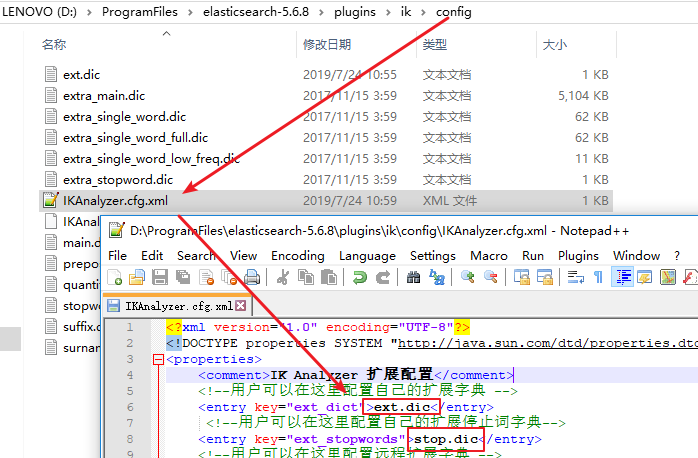 LENOVO (D:) > ProgramFiles > elasticsearch-5.6.8 > plugins > ik > config
名称 修改日期 类型 大小
ext.dic 2019/7/24 10:55 文本文档 1 KB
extra_main.dic 2017/11/15 3:59 文本文档 5,104 KB
extra_single_word.dic 2017/11/15 3:59 文本文档 62 KB
extra_single_word_full.dic 2017/11/15 3:59 文本文档 62 KB
extra_single_word_low_freq.dic 2017/11/15 3:59 文本文档 11 KB
extra_stopword.dic 2017/11/15 3:59 文本文档 1 KB
IKAnalyzer.cfg.xml 2019/7/24 10:59 XML 文件 1 KB
IKAnalyz
main.d
prepo
quanti
stopwo
suffix.d
surnan
D:\ProgramFiles\elasticsearch-5.6.8\plugins\ik\config\IKAnalyzer.cfg.xml - Notepad++
File Edit Search View Encoding Language Settings Macro Run Plugins Window ?
IKAnalyzer.cfg.xml
1 <?xml version="1.0" encoding="UTF-8"?>
2 <!DOCTYPE properties SYSTEM "http://java.sun.com/dtd/properties.dtd
3 <properties>
4 <comment>IK Analyzer 扩展配置</comment>
5 <!--用户可以在这里配置自己的扩展字典 -->
6 <entry key="ext_dict">ext.dic</entry>
7 <!--用户可以在这里配置自己的扩展停止词字典-->
8 <entry key="ext_stopwords">stop.dic</entry>
9 <!--用户可以在这里配置远程扩展字典 -->